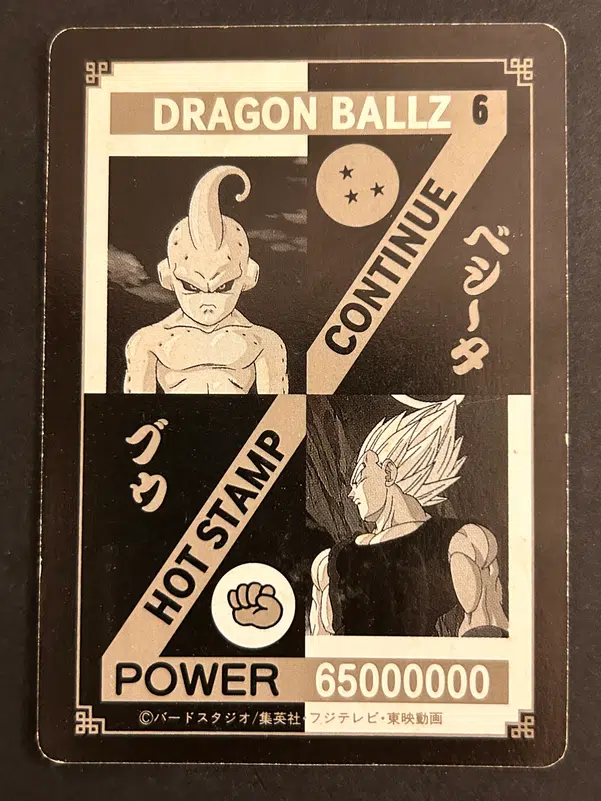 DRAGON BALLZ 6
CONTINUE
ベジータ
ブウ
HOT STAMP
POWER 65000000
©バードスタジオ/集英社・フジテレビ・東映動画